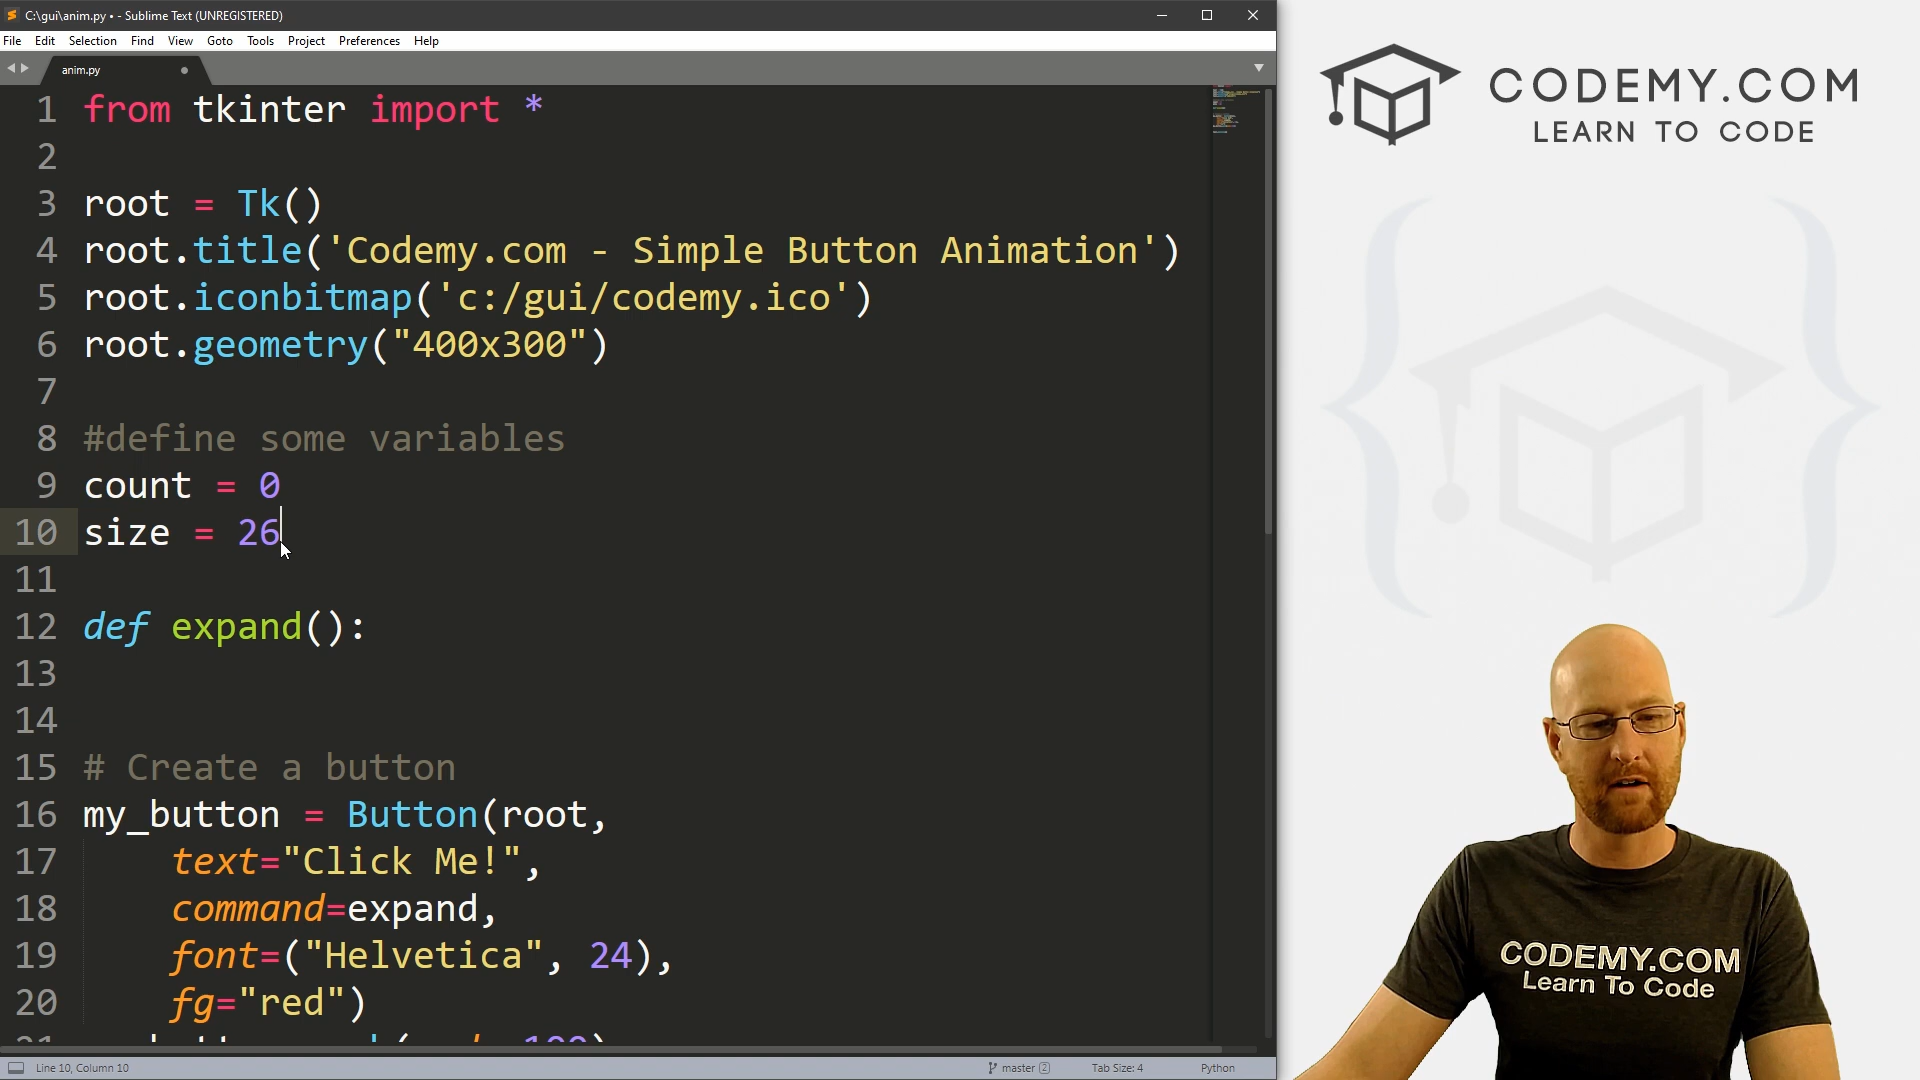 C:\gui\anim.py • - Sublime Text (UNREGISTERED)
File Edit Selection Find View Goto Tools Project Preferences Help
anim.py
1 from tkinter import *
2
3 root = Tk()
4 root.title('Codemy.com - Simple Button Animation')
5 root.iconbitmap('c:/gui/codemy.ico')
6 root.geometry("400x300")
7
8 #define some variables
9 count = 0
10 size = 26
11
12 def expand():
13
14
15 # Create a button
16 my_button = Button(root,
17 text="Click Me!",
18 command=expand,
19 font=("Helvetica", 24),
20 fg="red")
Line 10, Column 10 master 2 Tab Size: 4 Python
CODEMY.COM
LEARN TO CODE
CODEMY.COM
Learn To Code